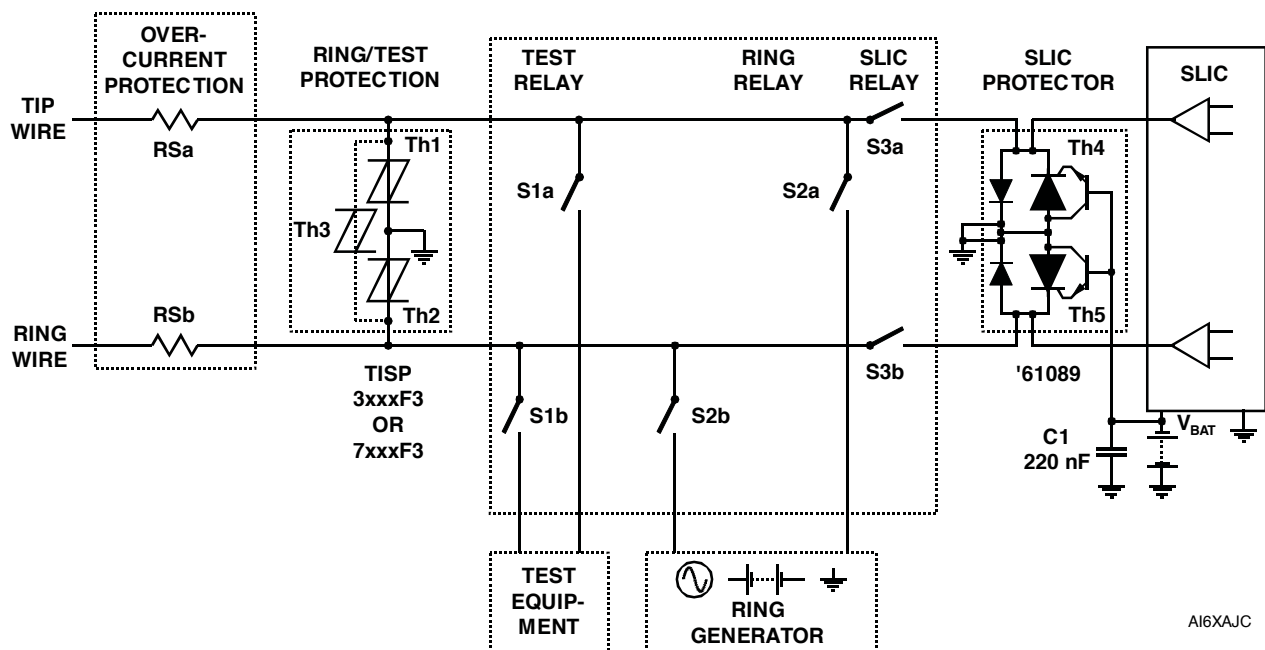 OVER-
CURRENT
PROTECTION
RING/TEST
PROTECTION
TEST
RELAY
RING
RELAY
SLIC
RELAY
SLIC
PROTECTOR
SLIC
TIP
WIRE
RSa
Th1
Th3
Th2
S1a
S2a
S3a
Th4
Th5
RING
WIRE
RSb
TISP
3xxxF3
OR
7xxxF3
S1b
S2b
S3b
'61089
C1
220 nF
VBAT
TEST
EQUIP-
MENT
RING
GENERATOR
AI6XAJC